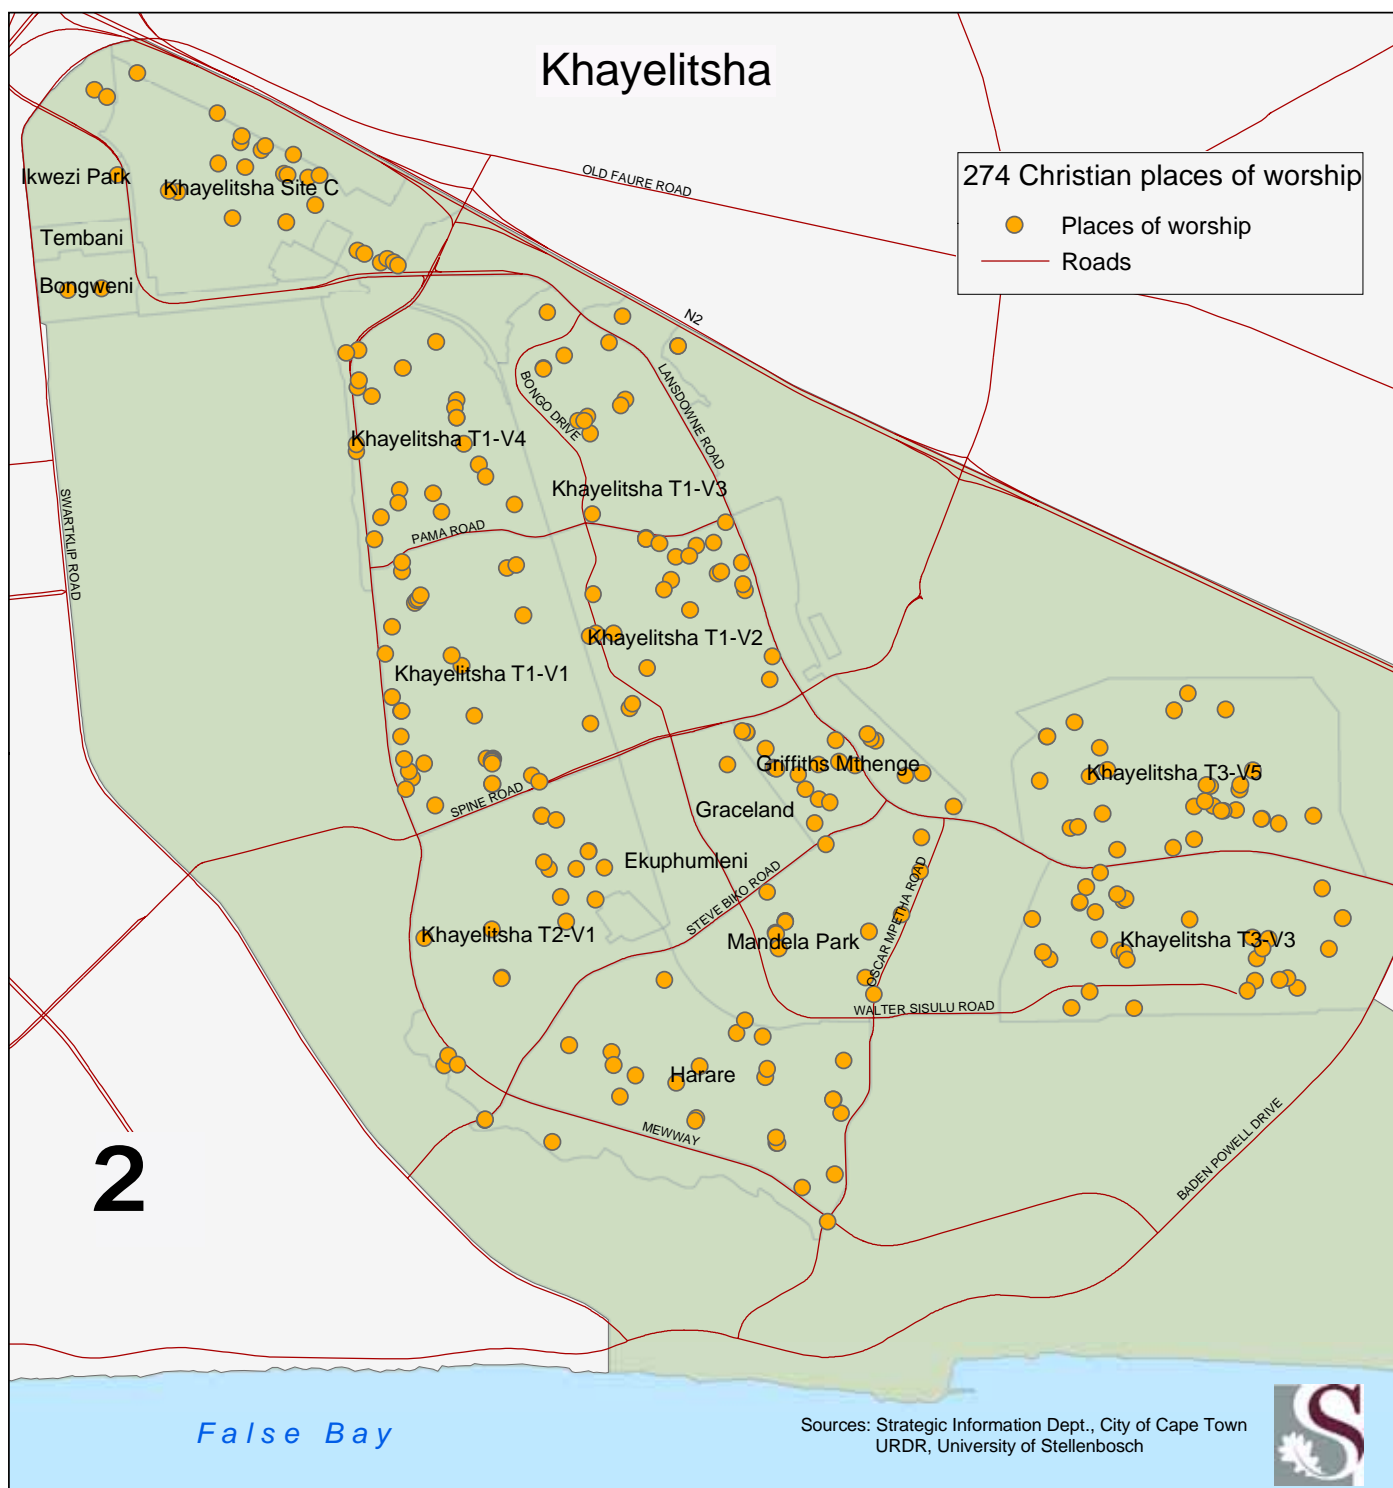 Khayelitsha
274 Christian places of worship
Places of worship
Roads
OLD FAURE ROAD
N2
Ikwezi Park
Khayelitsha Site C
Tembani
Bongweni
SWARTKLIP ROAD
BONGO DRIVE
LANSDOWNE ROAD
Khayelitsha T1-V4
Khayelitsha T1-V3
PAMA ROAD
Khayelitsha T1-V2
Khayelitsha T1-V1
SPINE ROAD
Griffiths Mthenge
Khayelitsha T3-V5
Graceland
Ekuphumleni
STEVE BIKO ROAD
OSCAR MPETHA ROAD
Khayelitsha T2-V1
Mandela Park
Khayelitsha T3-V3
WALTER SISULU ROAD
Harare
MEWWAY
BADEN POWELL DRIVE
2
False Bay
Sources: Strategic Information Dept., City of Cape Town
URDR, University of Stellenbosch
S